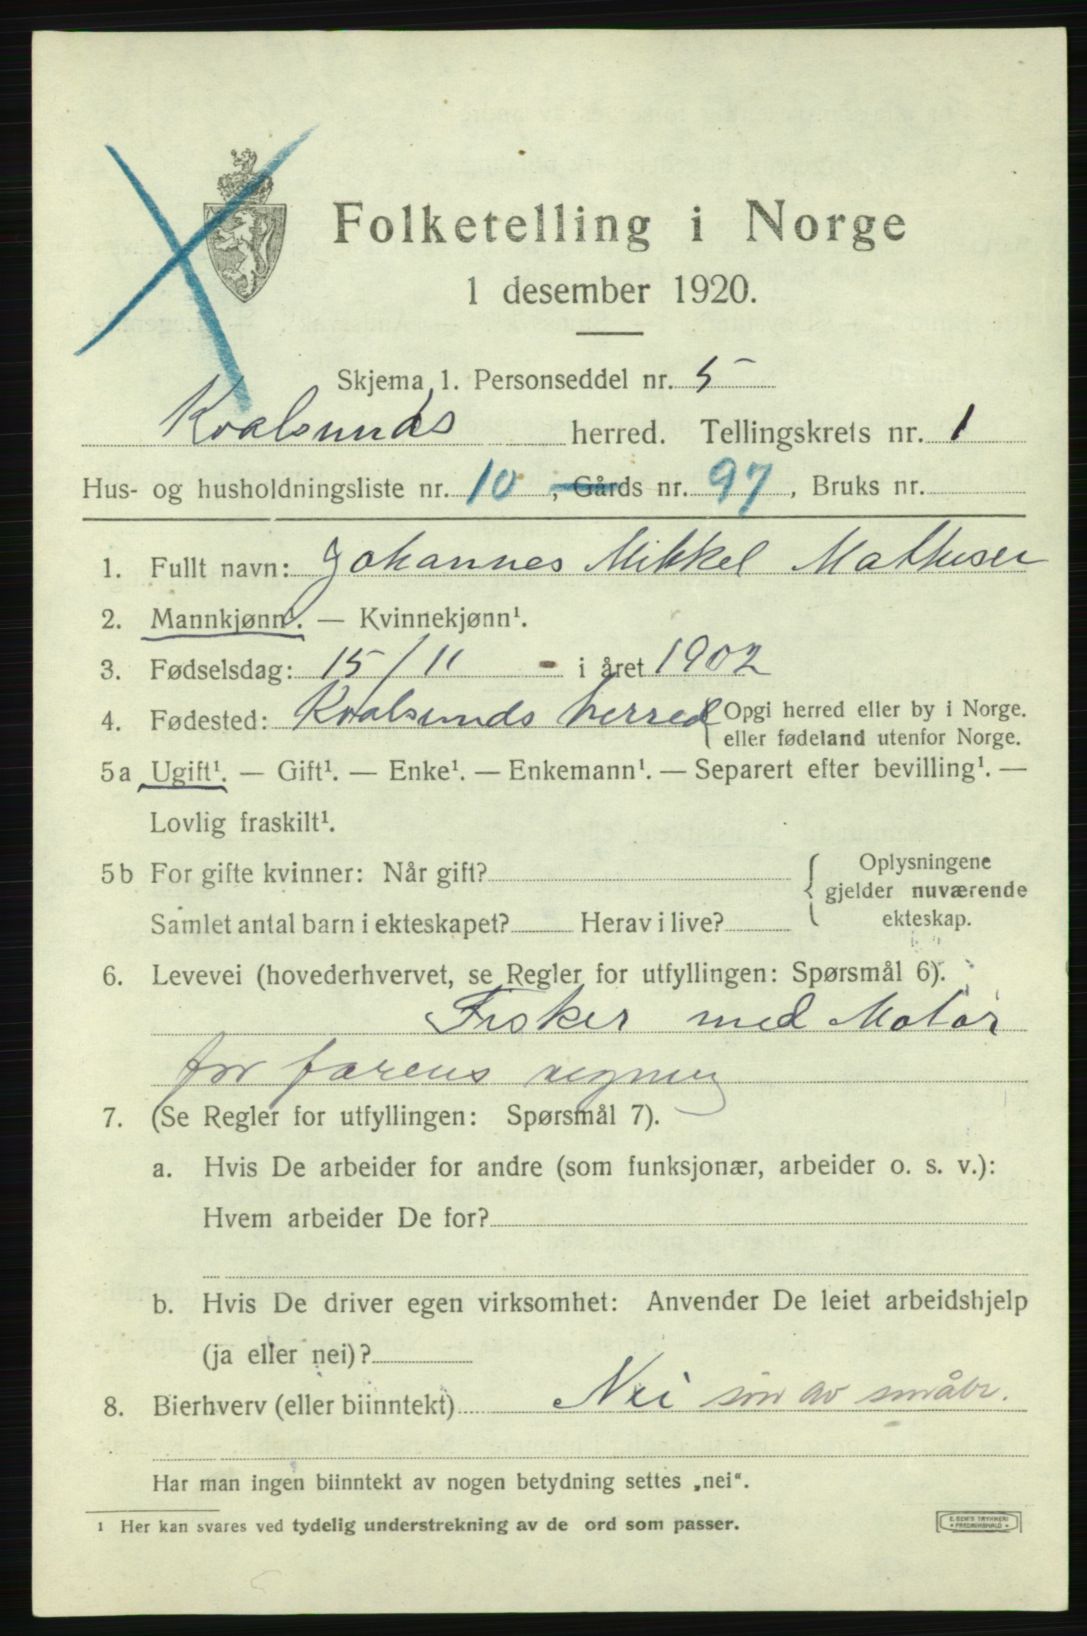 Folketelling i Norge
1 desember 1920.
Skjema 1. Personseddel nr. 5
Kvalsunds herred. Tellingskrets nr. 1
Hus- og husholdningsliste nr. 10, Gårds nr. 97, Bruks nr.
1. Fullt navn: Johannes Mikkel Mathisen
2. Mannkjønn¹. — Kvinnekjønn¹.
3. Fødselsdag: 15/11 - i året 1902
4. Fødested: Kvalsunds herred { Opgi herred eller by i Norge.
eller fødeland utenfor Norge.
5a Ugift¹. — Gift¹. — Enke¹. — Enkemann¹. — Separert efter bevilling¹. —
Lovlig fraskilt¹.
5b For gifte kvinner: Når gift? { Oplysningene
gjelder nuværende
Samlet antal barn i ekteskapet? Herav i live? ekteskap.
6. Levevei (hovederhvervet, se Regler for utfyllingen: Spørsmål 6).
Fisker med Motor
for farens regning
7. (Se Regler for utfyllingen: Spørsmål 7).
a. Hvis De arbeider for andre (som funksjonær, arbeider o. s. v.):
Hvem arbeider De for?
b. Hvis De driver egen virksomhet: Anvender De leiet arbeidshjelp
(ja eller nei)?
8. Bierhverv (eller biinntekt) Nei søn av småbr.
Har man ingen biinntekt av nogen betydning settes „nei“.
¹ Her kan svares ved tydelig understrekning av de ord som passer.